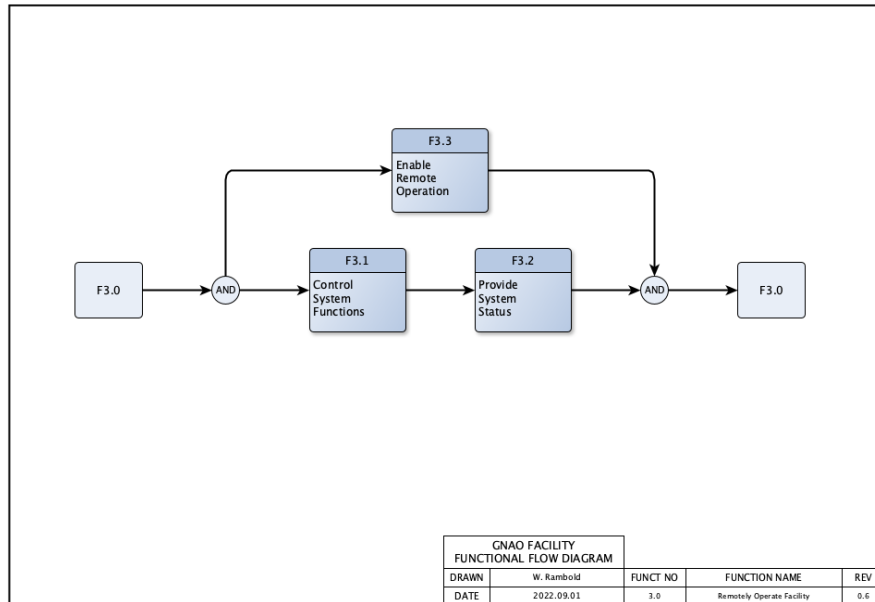 F3.3
Enable
Remote
Operation
F3.0
AND
F3.1
Control
System
Functions
F3.2
Provide
System
Status
AND
F3.0
GNAO FACILITY
FUNCTIONAL FLOW DIAGRAM
DRAWN W. Rambold FUNCT NO FUNCTION NAME REV
DATE 2022.09.01 3.0 Remotely Operate Facility 0.6